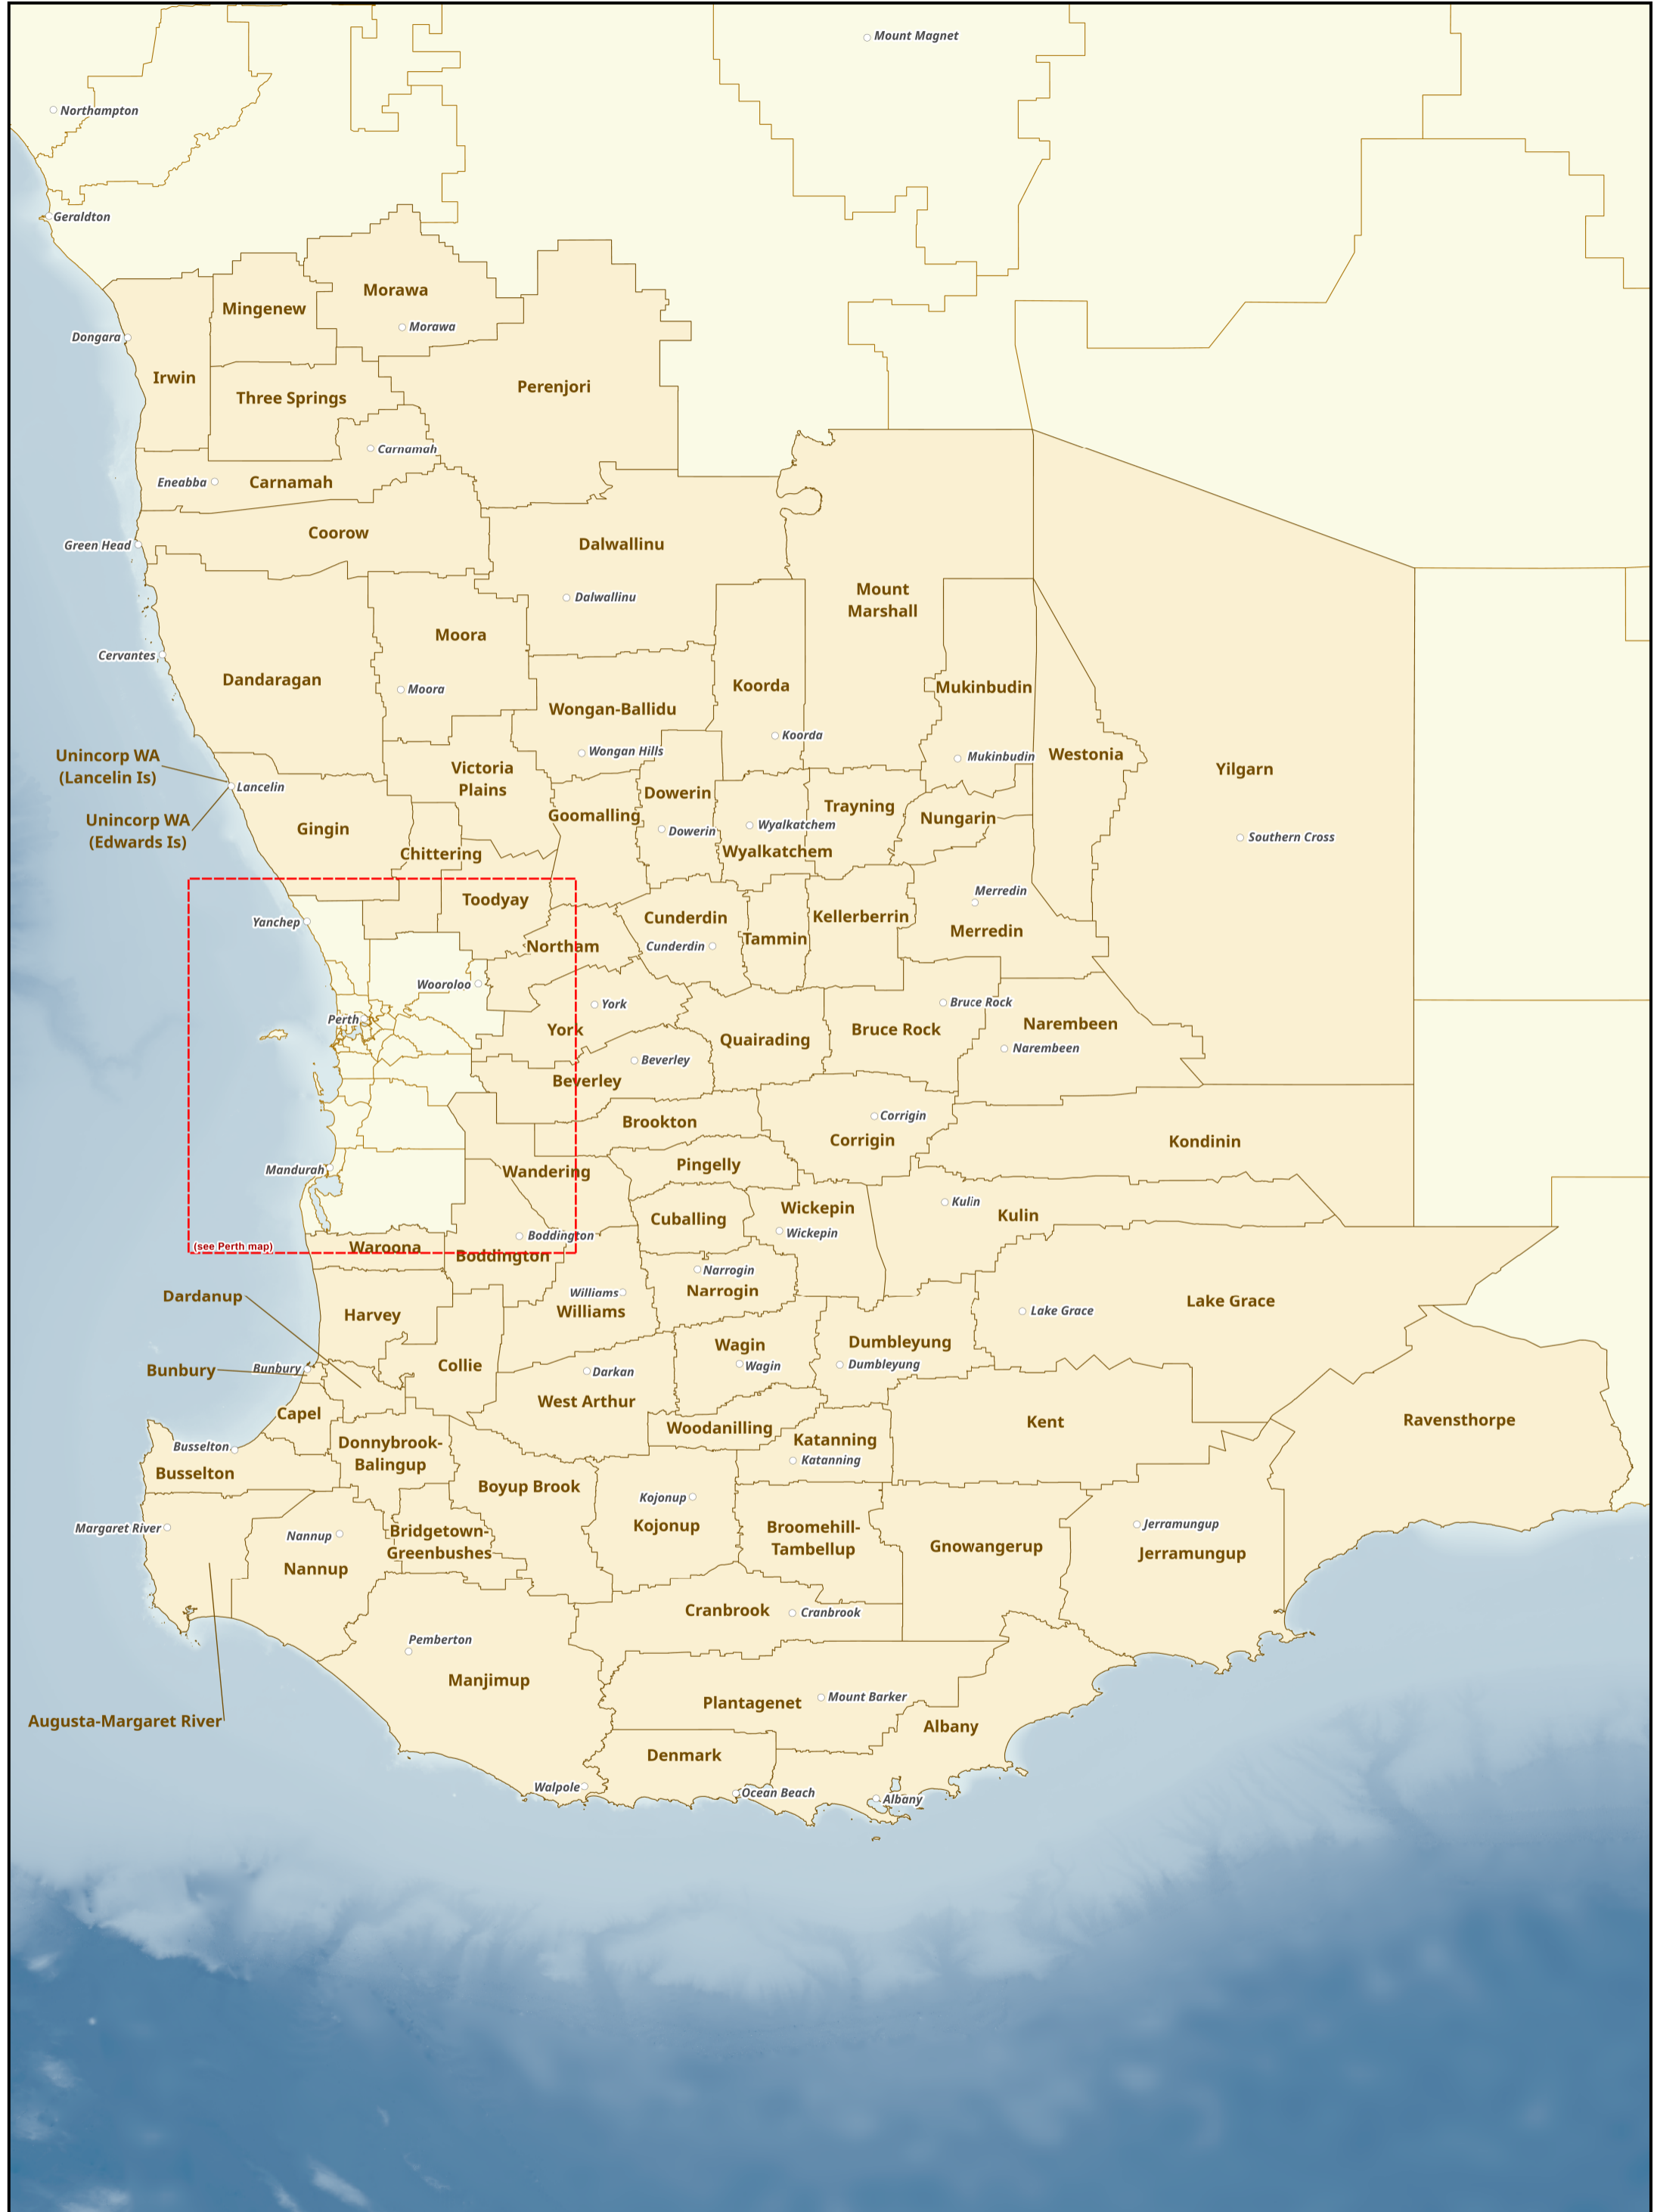 Mount Magnet
Northampton
Geraldton
Morawa
Mingenew
Morawa
Dongara
Irwin
Perenjori
Three Springs
Carnamah
Eneabba
Carnamah
Coorow
Green Head
Dalwallinu
Mount
Marshall
Dalwallinu
Moora
Cervantes
Dandaragan
Moora
Koorda
Mukinbudin
Wongan-Ballidu
Koorda
Wongan Hills
Mukinbudin
Westonia
Unincorp WA
(Lancelin Is)
Victoria
Plains
Yilgarn
Lancelin
Dowerin
Trayning
Unincorp WA
(Edwards Is)
Gingin
Goomalling
Dowerin
Wyalkatchem
Nungarin
Southern Cross
Chittering
Wyalkatchem
Merredin
Toodyay
Yanchep
Cunderdin
Kellerberrin
Northam
Cunderdin
Tammin
Merredin
Wooroloo
York
Bruce Rock
Perth
York
Quairading
Bruce Rock
Narembeen
Narembeen
Beverley
Beverley
Brookton
Corrigin
Corrigin
Kondinin
Mandurah
Wandering
Pingelly
Cuballing
Wickepin
Wickepin
Kulin
Kulin
(see Perth map)
Waroona
Boddington
Boddington
Narrogin
Narrogin
Dardanup
Williams
Williams
Harvey
Lake Grace
Lake Grace
Bunbury
Bunbury
Collie
Wagin
Wagin
Dumbleyung
Dumbleyung
Darkan
West Arthur
Capel
Woodanilling
Kent
Ravensthorpe
Busselton
Busselton
Donnybrook-
Balingup
Katanning
Katanning
Boyup Brook
Kojonup
Kojonup
Margaret River
Nannup
Nannup
Bridgetown-
Greenbushes
Broomehill-
Tambellup
Gnowangerup
Jerramungup
Jerramungup
Cranbrook
Cranbrook
Pemberton
Manjimup
Augusta-Margaret River
Plantagenet
Mount Barker
Albany
Denmark
Walpole
Ocean Beach
Albany